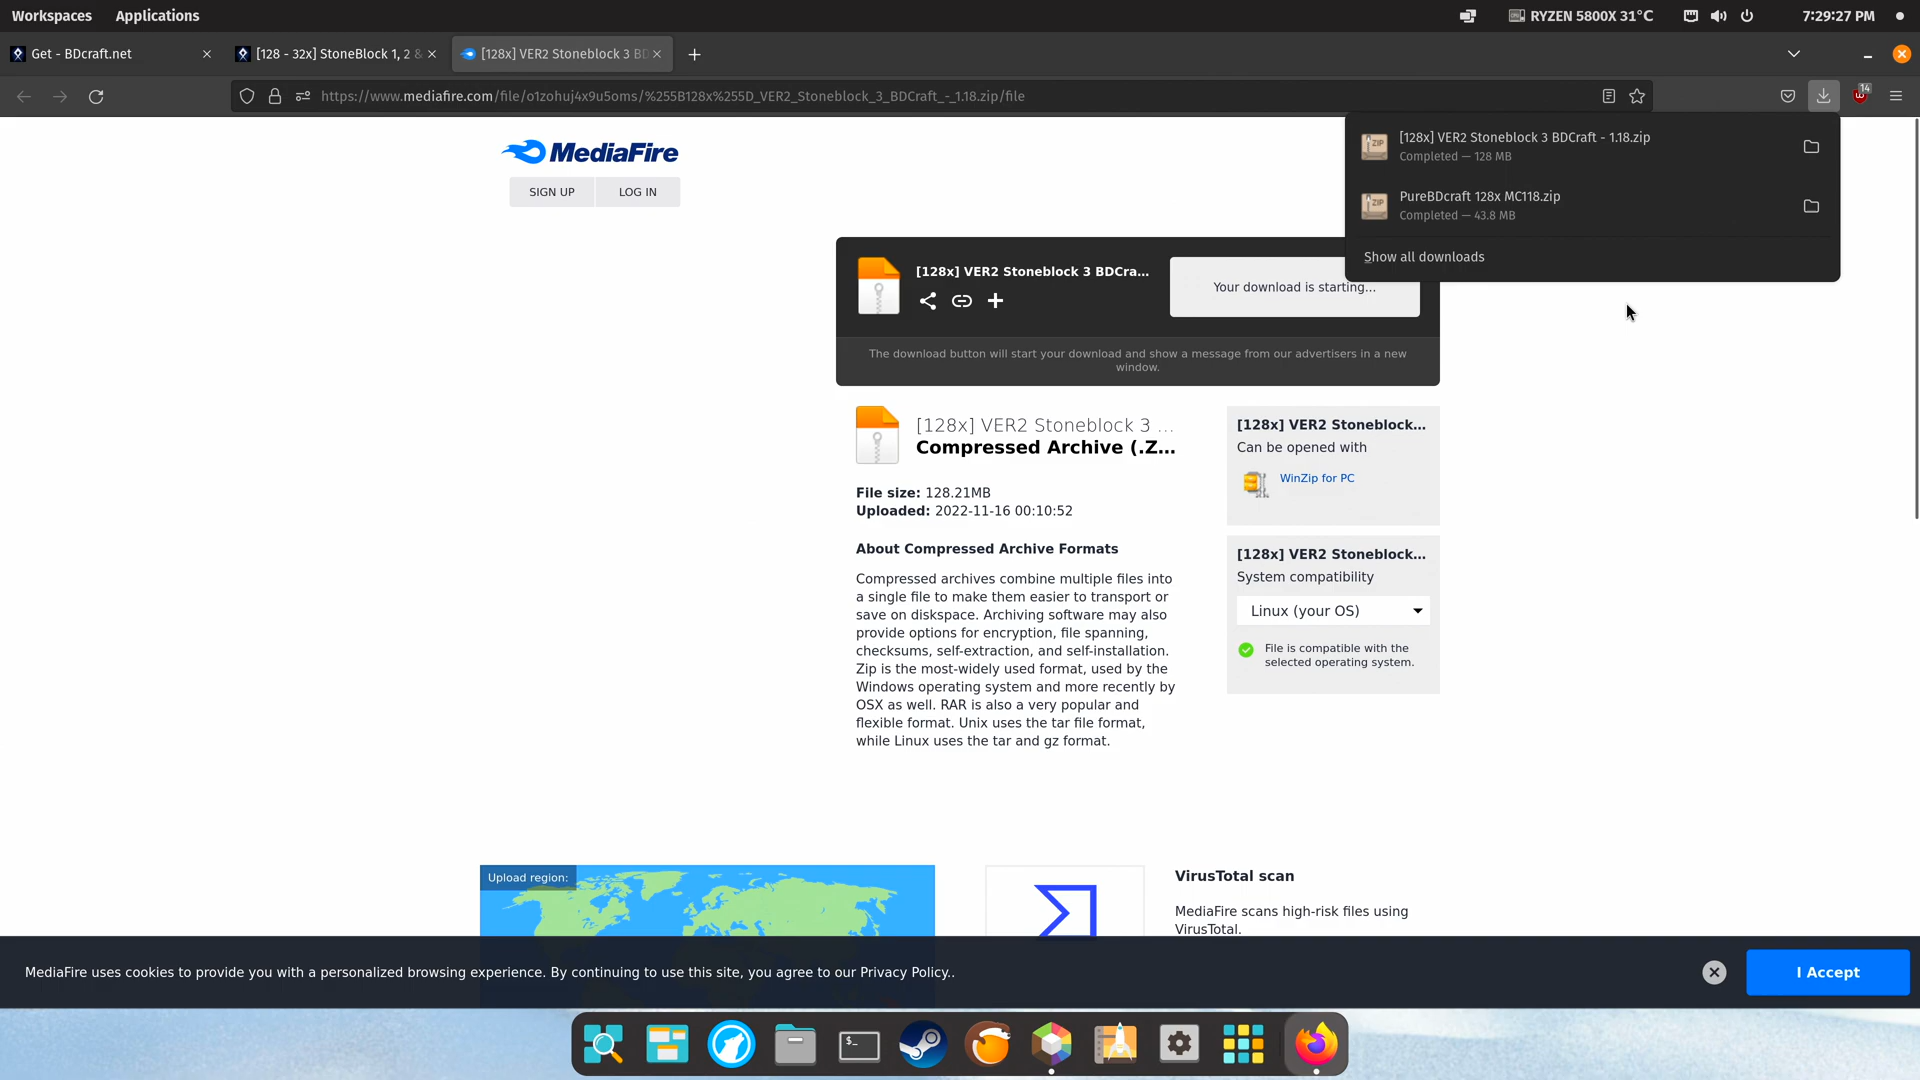 Workspaces
Applications
RYZEN 5800X 31°C
7:29:27 PM
Get - BDcraft.net
[128 - 32x] StoneBlock 1, 2 &
[128x] VER2 Stoneblock 3 BD
https://www.mediafire.com/file/o1zohuj4x9u5oms/%255B128x%255D_VER2_Stoneblock_3_BDCraft_-_1.18.zip/file
14
MediaFire
SIGN UP
LOG IN
[128x] VER2 Stoneblock 3 BDCraft - 1.18.zip
Completed — 128 MB
PureBDcraft 128x MC118.zip
Completed — 43.8 MB
Show all downloads
[128x] VER2 Stoneblock 3 BDCra...
Your download is starting...
The download button will start your download and show a message from our advertisers in a new
window.
[128x] VER2 Stoneblock 3 ...
Compressed Archive (.Z...
File size: 128.21MB
Uploaded: 2022-11-16 00:10:52
About Compressed Archive Formats
Compressed archives combine multiple files into
a single file to make them easier to transport or
save on diskspace. Archiving software may also
provide options for encryption, file spanning,
checksums, self-extraction, and self-installation.
Zip is the most-widely used format, used by the
Windows operating system and more recently by
OSX as well. RAR is also a very popular and
flexible format. Unix uses the tar file format,
while Linux uses the tar and gz format.
[128x] VER2 Stoneblock...
Can be opened with
WinZip for PC
[128x] VER2 Stoneblock...
System compatibility
Linux (your OS)
File is compatible with the
selected operating system.
Upload region:
VirusTotal scan
MediaFire scans high-risk files using
VirusTotal.
MediaFire uses cookies to provide you with a personalized browsing experience. By continuing to use this site, you agree to our Privacy Policy..
I Accept
$_